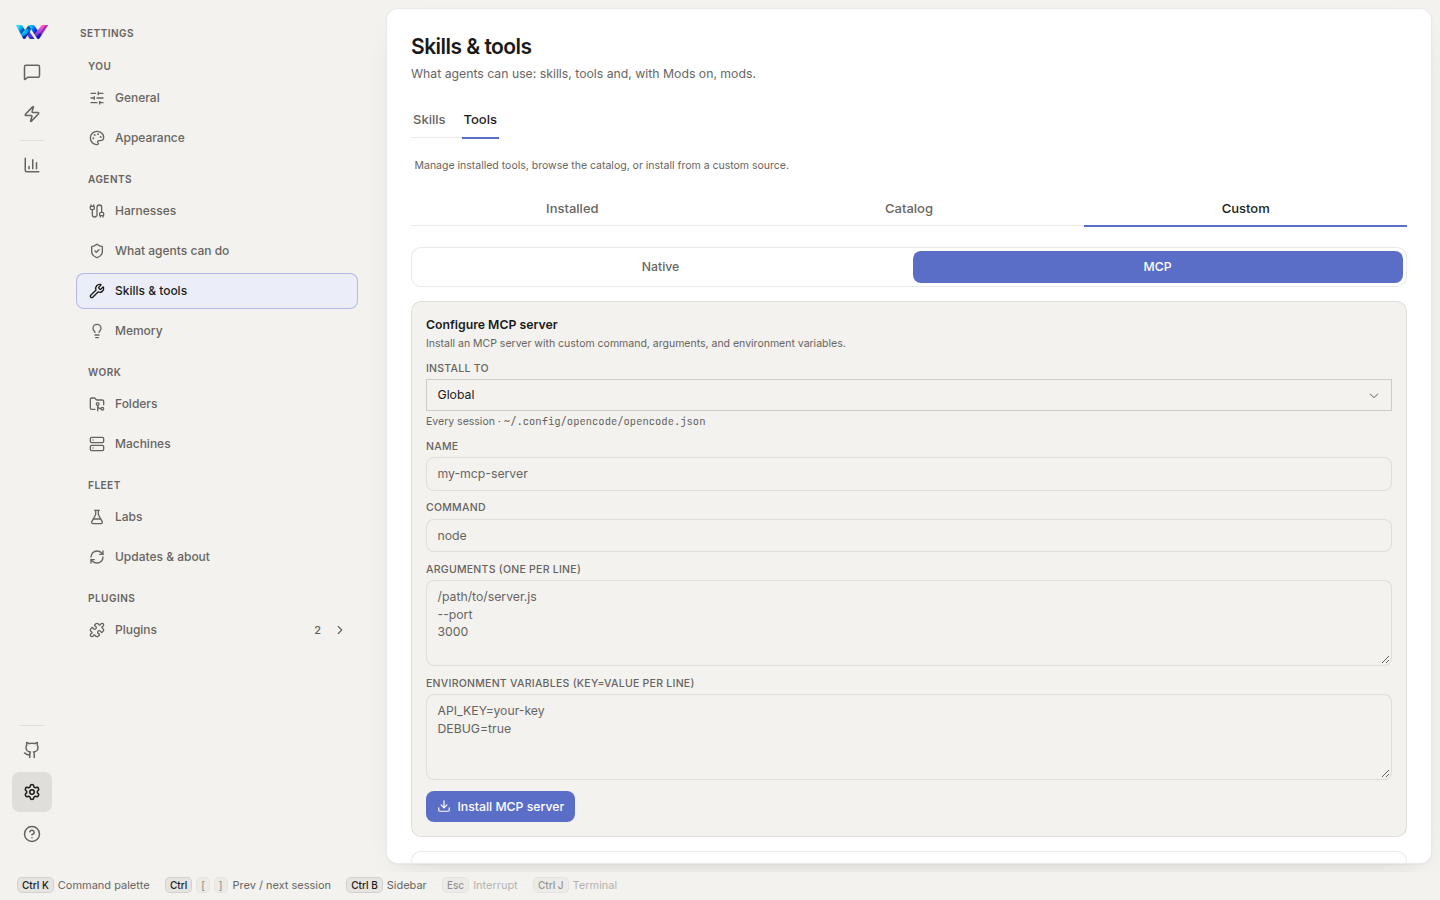 SETTINGS
YOU
General
Appearance
AGENTS
Harnesses
What agents can do
Skills & tools
Memory
WORK
Folders
Machines
FLEET
Labs
Updates & about
PLUGINS
Plugins 2
Skills & tools
What agents can use: skills, tools and, with Mods on, mods.
Skills Tools
Manage installed tools, browse the catalog, or install from a custom source.
Installed Catalog Custom
Native MCP
Configure MCP server
Install an MCP server with custom command, arguments, and environment variables.
INSTALL TO
Global
Every session · ~/.config/opencode/opencode.json
NAME
my-mcp-server
COMMAND
node
ARGUMENTS (ONE PER LINE)
/path/to/server.js
--port
3000
ENVIRONMENT VARIABLES (KEY=VALUE PER LINE)
API_KEY=your-key
DEBUG=true
Install MCP server
Ctrl K Command palette Ctrl [ ] Prev / next session Ctrl B Sidebar Esc Interrupt Ctrl J Terminal